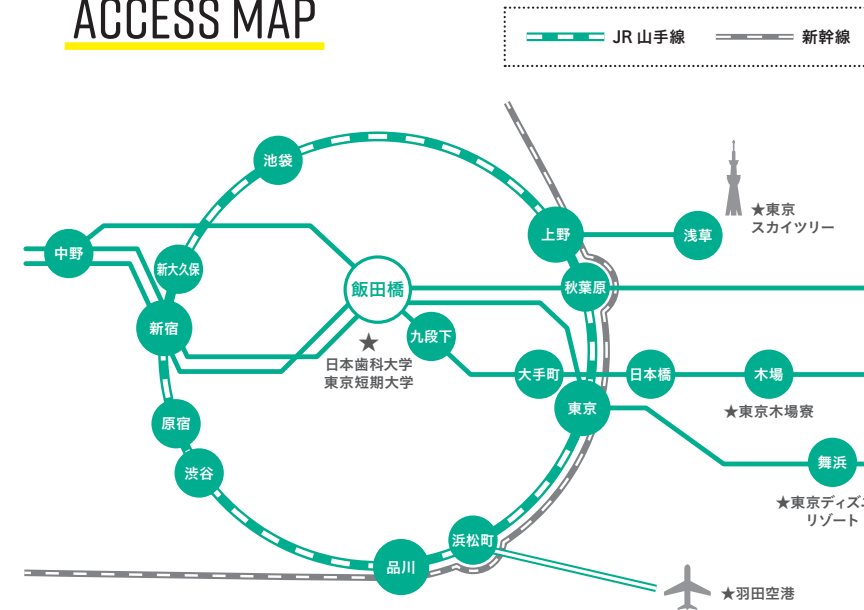 ACCESS MAP
JR 山手線
新幹線
池袋
上野
浅草
★東京
スカイツリー
中野
新大久保
飯田橋
秋葉原
新宿
九段下
★
日本歯科大学
東京短期大学
大手町
日本橋
木場
★東京木場寮
東京
原宿
渋谷
舞浜
★東京ディズニ
リゾート
浜松町
品川
★羽田空港